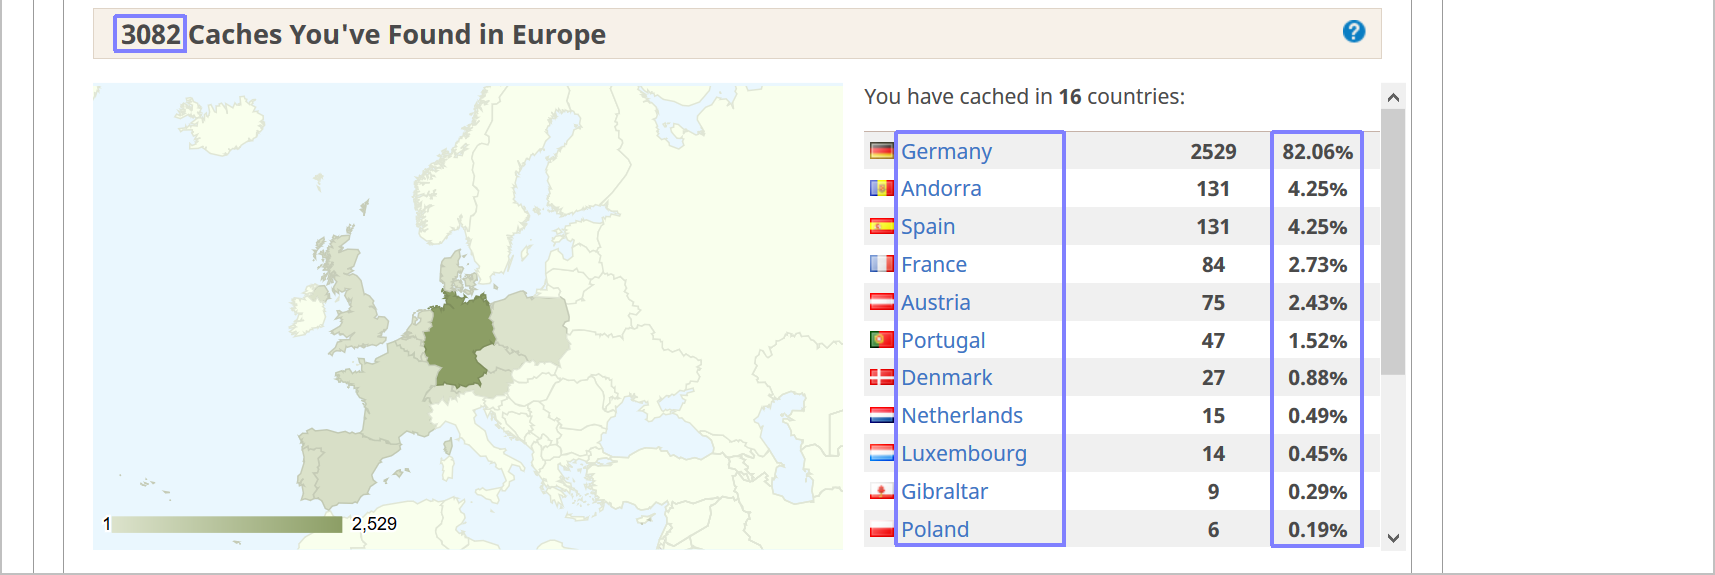 3082 Caches You've Found in Europe
?
You have cached in 16 countries:
Germany 2529 82.06%
Andorra 131 4.25%
Spain 131 4.25%
France 84 2.73%
Austria 75 2.43%
Portugal 47 1.52%
Denmark 27 0.88%
Netherlands 15 0.49%
Luxembourg 14 0.45%
Gibraltar 9 0.29%
Poland 6 0.19%
1 2,529